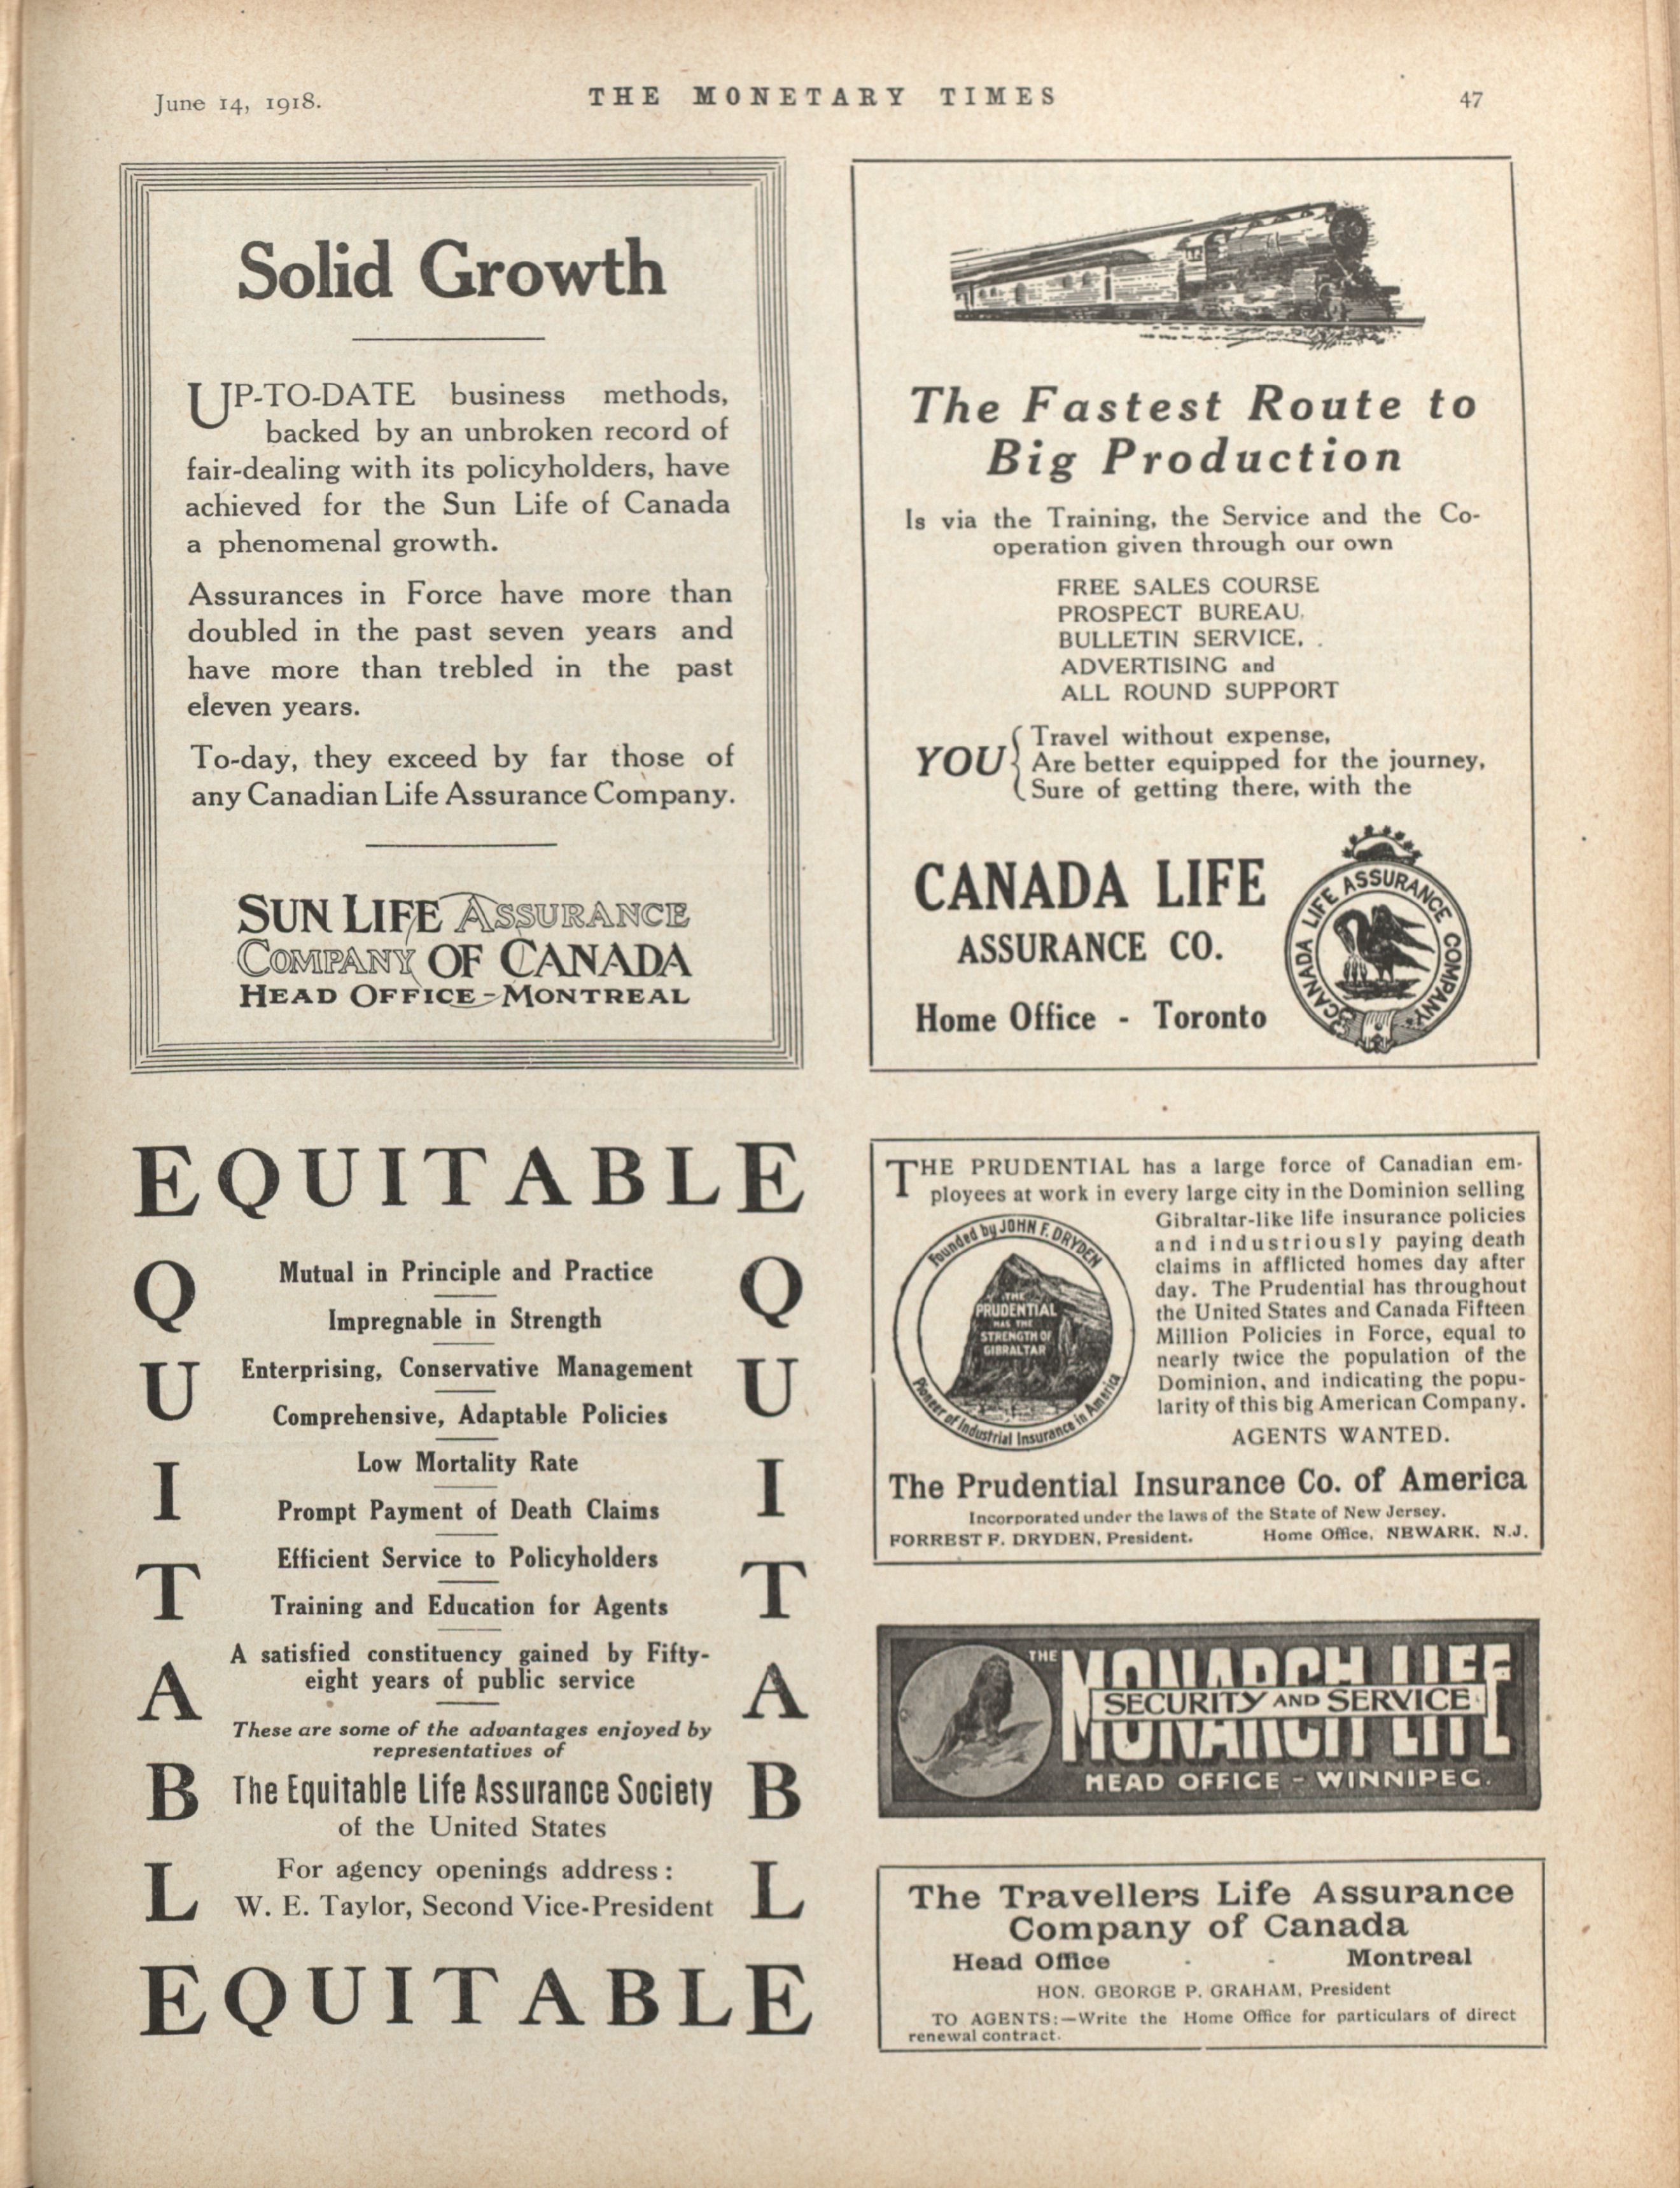 June 14, 1918.
THE MONETARY TIMES
47
Solid Growth
UP-TO-DATE business methods,
backed by an unbroken record of
fair-dealing with its policyholders, have
achieved for the Sun Life of Canada
a phenomenal growth.
Assurances in Force have more than
doubled in the past seven years and
have more than trebled in the past
eleven years.
To-day, they exceed by far those of
any Canadian Life Assurance Company.
SUN LIFE ASSURANCE
COMPANY OF CANADA
HEAD OFFICE-MONTREAL
The Fastest Route to
Big Production
Is via the Training, the Service and the Co-
operation given through our own
FREE SALES COURSE
PROSPECT BUREAU,
BULLETIN SERVICE, .
ADVERTISING and
ALL ROUND SUPPORT
YOU
Travel without expense,
Are better equipped for the journey,
Sure of getting there, with the
CANADA LIFE
ASSURANCE CO.
Home Office - Toronto
CANADA LIFE ASSURANCE COMPANY
EQUITABLE
Q
U
I
T
A
B
L
Mutual in Principle and Practice
Impregnable in Strength
Enterprising, Conservative Management
Comprehensive, Adaptable Policies
Low Mortality Rate
Prompt Payment of Death Claims
Efficient Service to Policyholders
Training and Education for Agents
A satisfied constituency gained by Fifty-
eight years of public service
These are some of the advantages enjoyed by
representatives of
The Equitable Life Assurance Society
of the United States
For agency openings address :
W. E. Taylor, Second Vice-President
Q
U
I
T
A
B
L
EQUITABLE
THE PRUDENTIAL has a large force of Canadian em-
ployees at work in every large city in the Dominion selling
Gibraltar-like life insurance policies
and industriously paying death
claims in afflicted homes day after
day. The Prudential has throughout
the United States and Canada Fifteen
Million Policies in Force, equal to
nearly twice the population of the
Dominion, and indicating the popu-
larity of this big American Company.
AGENTS WANTED.
Founded by JOHN F. DRYDEN
THE
PRUDENTIAL
HAS THE
STRENGTH OF
GIBRALTAR
Pioneer of Industrial Insurance in America
The Prudential Insurance Co. of America
Incorporated under the laws of the State of New Jersey.
FORREST F. DRYDEN, President. Home Office, NEWARK, N.J.
THE MONARCH LIFE
SECURITY AND SERVICE
MONARCH LIFE
HEAD OFFICE - WINNIPEG.
The Travellers Life Assurance
Company of Canada
Head Office - - Montreal
HON. GEORGE P. GRAHAM, President
TO AGENTS:—Write the Home Office for particulars of direct
renewal contract.